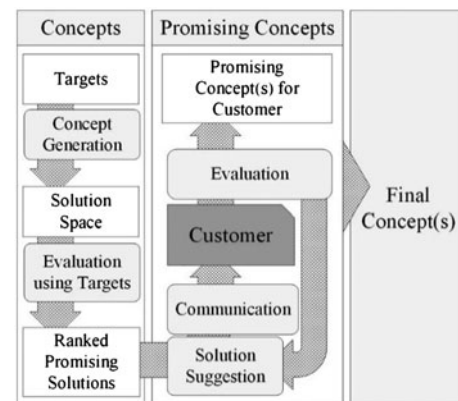 Concepts
Targets
Concept
Generation
Solution
Space
Evaluation
using Targets
Ranked
Promising
Solutions
Promising Concepts
Promising
Concept(s) for
Customer
Evaluation
Customer
Communication
Solution
Suggestion
Final
Concept(s)